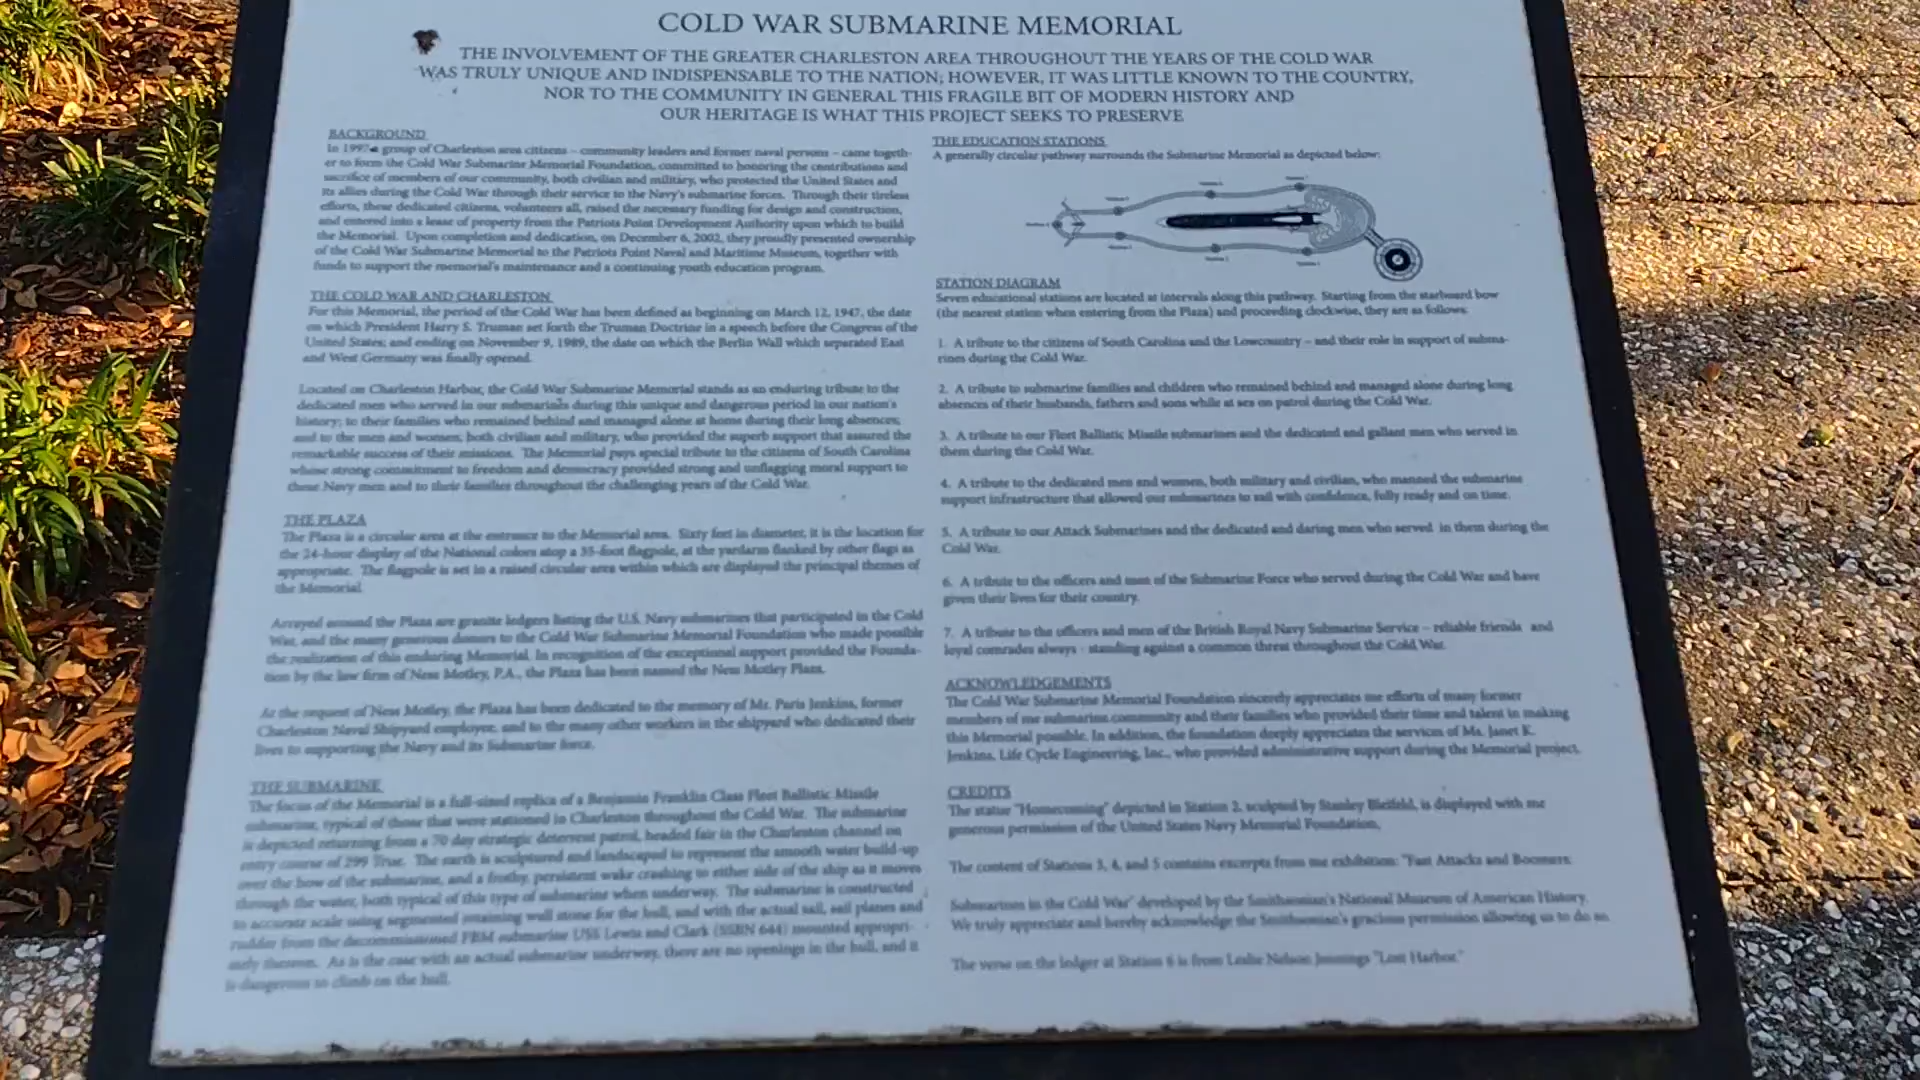 COLD WAR SUBMARINE MEMORIAL
THE INVOLVEMENT OF THE GREATER CHARLESTON AREA THROUGHOUT THE YEARS OF THE COLD WAR
WAS TRULY UNIQUE AND INDISPENSABLE TO THE NATION; HOWEVER, IT WAS LITTLE KNOWN TO THE COUNTRY,
NOR TO THE COMMUNITY IN GENERAL THIS FRAGILE BIT OF MODERN HISTORY AND
OUR HERITAGE IS WHAT THIS PROJECT SEEKS TO PRESERVE
BACKGROUND
In 1997 a group of Charleston area citizens – community leaders and former naval persons – came togeth-
er to form the Cold War Submarine Memorial Foundation, committed to honoring the contributions and
sacrifice of members of our community, both civilian and military, who protected the United States and
its allies during the Cold War through their service to the Navy's submarine forces. Through their tireless
efforts, these dedicated citizens, volunteers all, raised the necessary funding for design and construction,
and entered into a lease of property from the Patriots Point Development Authority upon which to build
the Memorial. Upon completion and dedication, on December 6, 2002, they proudly presented ownership
of the Cold War Submarine Memorial to the Patriots Point Naval and Maritime Museum, together with
funds to support the memorial's maintenance and a continuing youth education program.
THE COLD WAR AND CHARLESTON
For this Memorial, the period of the Cold War has been defined as beginning on March 12, 1947, the date
on which President Harry S. Truman set forth the Truman Doctrine in a speech before the Congress of the
United States; and ending on November 9, 1989, the date on which the Berlin Wall which separated East
and West Germany was finally opened.
Located on Charleston Harbor, the Cold War Submarine Memorial stands as an enduring tribute to the
dedicated men who served in our submarines during this unique and dangerous period in our nation's
history; to their families who remained behind and managed alone at home during their long absences;
and to the men and women, both civilian and military, who provided the superb support that assured the
remarkable success of their missions. The Memorial pays special tribute to the citizens of South Carolina
whose strong commitment to freedom and democracy provided strong and unflagging moral support to
these Navy men and to their families throughout the challenging years of the Cold War.
THE PLAZA
The Plaza is a circular area at the entrance to the Memorial area. Sixty feet in diameter, it is the location for
the 24-hour display of the National colors atop a 35-foot flagpole, at the yardarm flanked by other flags as
appropriate. The flagpole is set in a raised circular area within which are displayed the principal themes of
the Memorial.
Arrayed around the Plaza are granite ledgers listing the U.S. Navy submarines that participated in the Cold
War, and the many generous donors to the Cold War Submarine Memorial Foundation who made possible
the realization of this enduring Memorial. In recognition of the exceptional support provided the Founda-
tion by the law firm of Ness Motley, P.A., the Plaza has been named the Ness Motley Plaza.
At the request of Ness Motley, the Plaza has been dedicated to the memory of Mr. Paris Jenkins, former
Charleston Naval Shipyard employee, and to the many other workers in the shipyard who dedicated their
lives to supporting the Navy and its Submarine force.
THE SUBMARINE
The focus of the Memorial is a full-sized replica of a Benjamin Franklin Class Fleet Ballistic Missile
submarine, typical of those that were stationed in Charleston throughout the Cold War. The submarine
is depicted returning from a 70 day strategic deterrent patrol, headed fair in the Charleston channel on
entry course of 299 True. The earth is sculptured and landscaped to represent the smooth water build-up
over the bow of the submarine, and a frothy, persistent wake crashing to either side of the ship as it moves
through the water, both typical of this type of submarine when underway. The submarine is constructed
to accurate scale using segmented retaining wall stone for the hull, and with the actual sail, sail planes and
rudder from the decommissioned FBM submarine USS Lewis and Clark (SSBN 644) mounted appropri-
ately thereon. As is the case with an actual submarine underway, there are no openings in the hull, and it
is dangerous to climb on the hull.
THE EDUCATION STATIONS
A generally circular pathway surrounds the Submarine Memorial as depicted below:
STATION DIAGRAM
Seven educational stations are located at intervals along this pathway. Starting from the starboard bow
(the nearest station when entering from the Plaza) and proceeding clockwise, they are as follows:
1. A tribute to the citizens of South Carolina and the Lowcountry – and their role in support of subma-
rines during the Cold War.
2. A tribute to submarine families and children who remained behind and managed alone during long
absences of their husbands, fathers and sons while at sea on patrol during the Cold War.
3. A tribute to our Fleet Ballistic Missile submarines and the dedicated and gallant men who served in
them during the Cold War.
4. A tribute to the dedicated men and women, both military and civilian, who manned the submarine
support infrastructure that allowed our submarines to sail with confidence, fully ready and on time.
5. A tribute to our Attack Submarines and the dedicated and daring men who served in them during the
Cold War.
6. A tribute to the officers and men of the Submarine Force who served during the Cold War and have
given their lives for their country.
7. A tribute to the officers and men of the British Royal Navy Submarine Service – reliable friends and
loyal comrades always - standing against a common threat throughout the Cold War.
ACKNOWLEDGEMENTS
The Cold War Submarine Memorial Foundation sincerely appreciates me efforts of many former
members of me submarine community and their families who provided their time and talent in making
this Memorial possible. In addition, the foundation deeply appreciates the services of Ms. Janet K.
Jenkins, Life Cycle Engineering, Inc., who provided administrative support during the Memorial project.
CREDITS
The statue "Homecoming" depicted in Station 2, sculpted by Stanley Bleifeld, is displayed with me
generous permission of the United States Navy Memorial Foundation.
The content of Stations 3, 4, and 5 contains excerpts from me exhibition: "Fast Attacks and Boomers:
Submarines in the Cold War" developed by the Smithsonian's National Museum of American History.
We truly appreciate and hereby acknowledge the Smithsonian's gracious permission allowing us to do so.
The verse on the ledger at Station 6 is from Leslie Nelson Jennings "Lost Harbor."